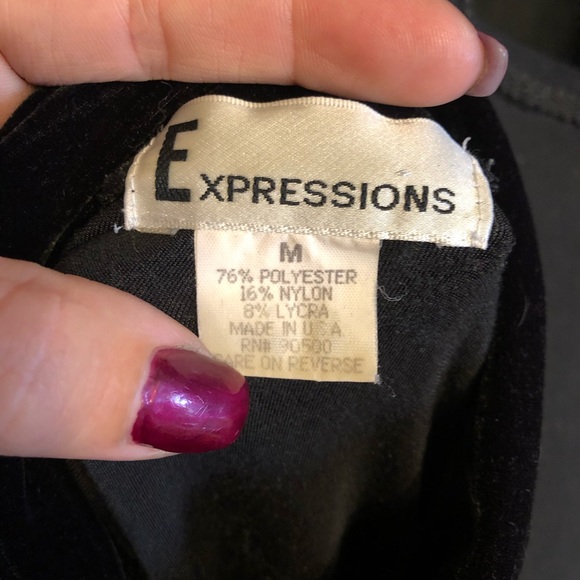 EXPRESSIONS
M
76% POLYESTER
16% NYLON
8% LYCRA
MADE IN U.S.A
RN# 90500
CARE ON REVERSE